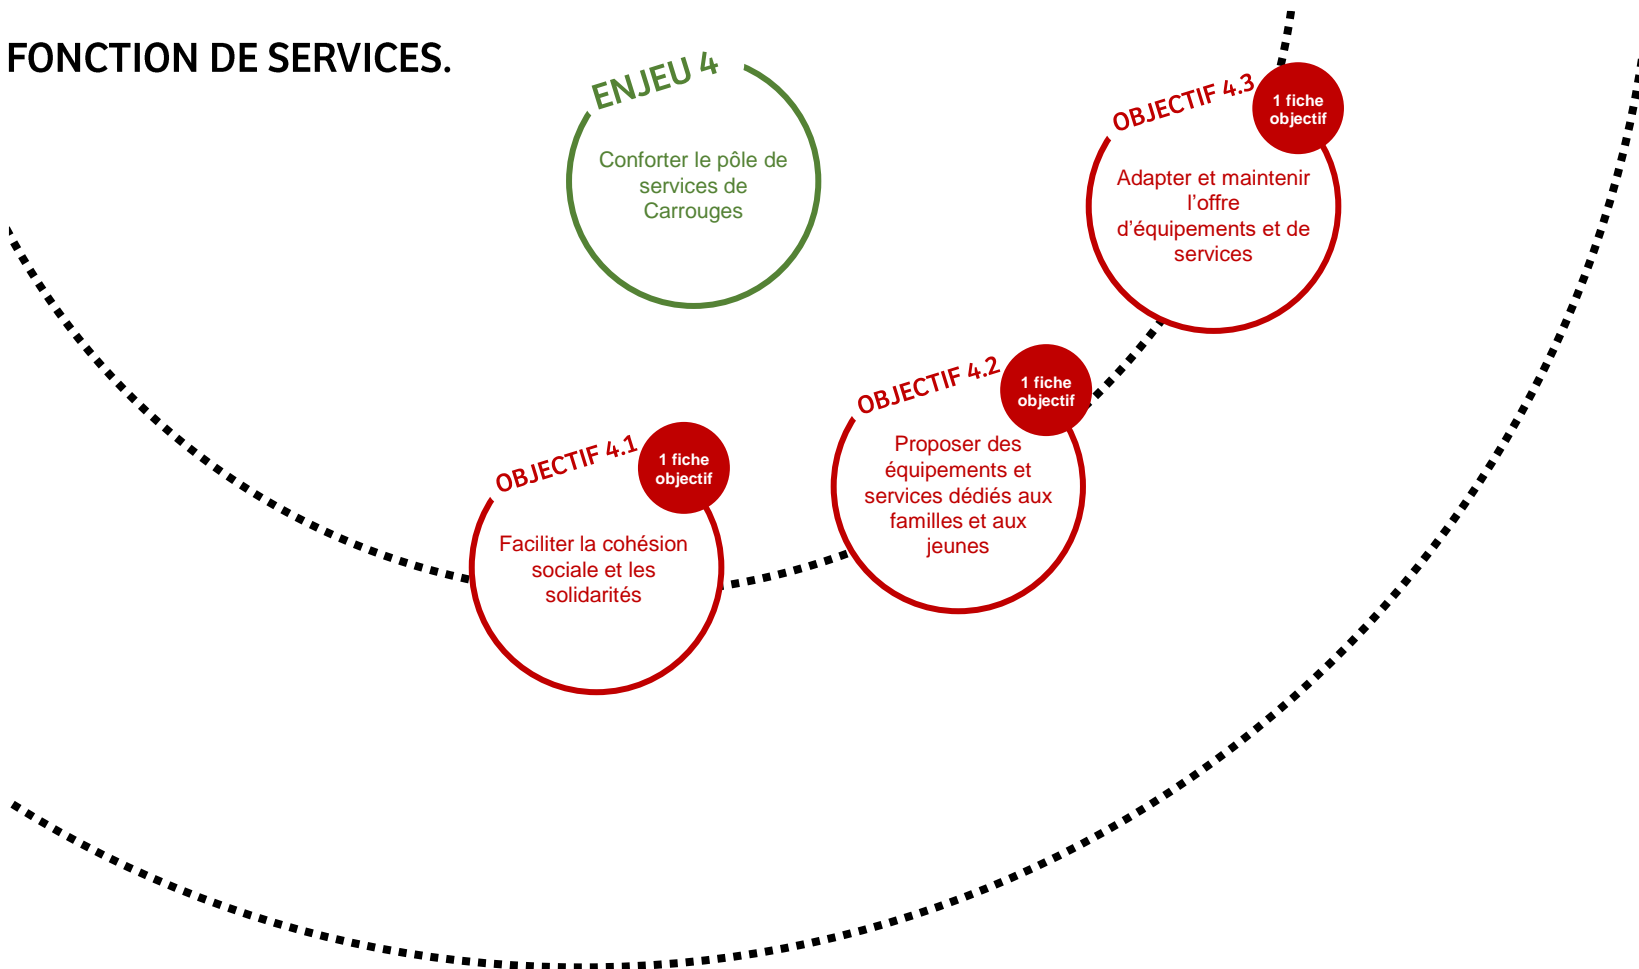 FONCTION DE SERVICES.
ENJEU 4
Conforter le pôle de
services de
Carrouges
OBJECTIF 4.3
1 fiche
objectif
Adapter et maintenir
l’offre
d’équipements et de
services
OBJECTIF 4.2
1 fiche
objectif
Proposer des
équipements et
services dédiés aux
familles et aux
jeunes
OBJECTIF 4.1
1 fiche
objectif
Faciliter la cohésion
sociale et les
solidarités